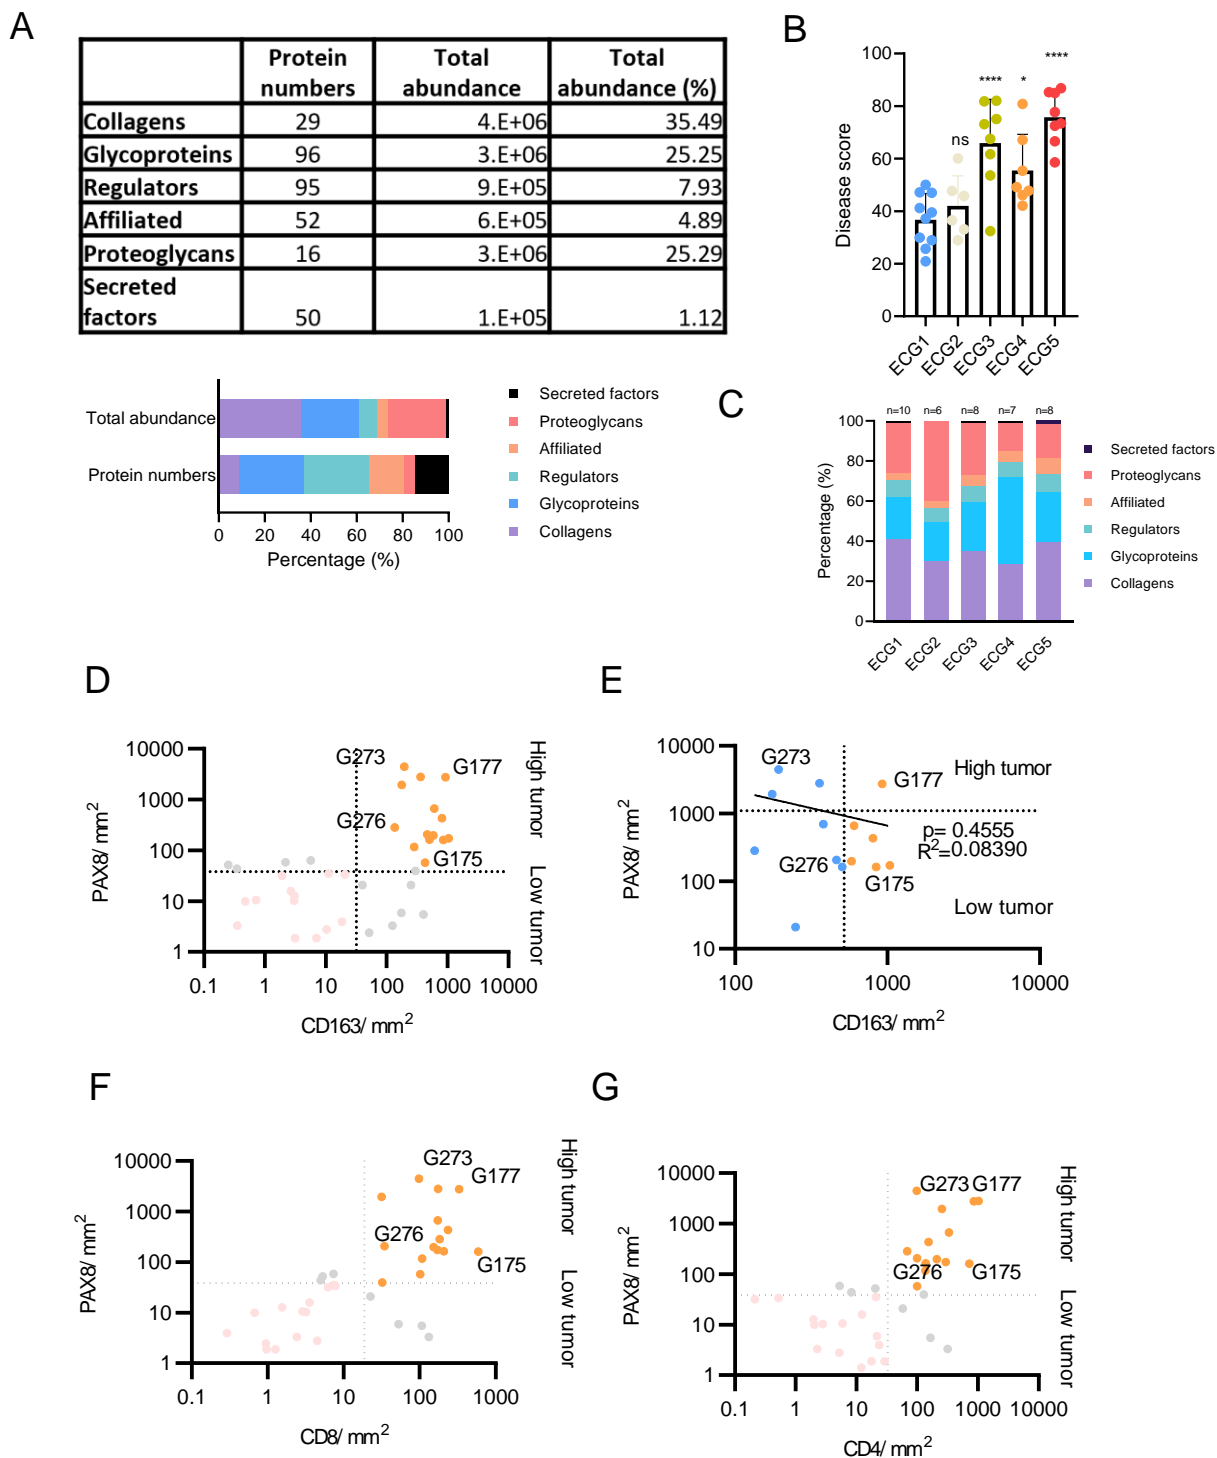 A
Protein numbers Total abundance Total abundance (%)
Collagens 29 4.E+06 35.49
Glycoproteins 96 3.E+06 25.25
Regulators 95 9.E+05 7.93
Affiliated 52 6.E+05 4.89
Proteoglycans 16 3.E+06 25.29
Secreted factors 50 1.E+05 1.12
Total abundance
Protein numbers
0 20 40 60 80 100
Percentage (%)
Secreted factors
Proteoglycans
Affiliated
Regulators
Glycoproteins
Collagens
B
Disease score
100
80
60
40
20
0
ns
****
*
****
ECG1 ECG2 ECG3 ECG4 ECG5
C
n=10 n=6 n=8 n=7 n=8
Percentage (%)
100
80
60
40
20
0
ECG1 ECG2 ECG3 ECG4 ECG5
Secreted factors
Proteoglycans
Affiliated
Regulators
Glycoproteins
Collagens
D
PAX8/ mm2
10000
1000
100
10
1
G273
G177
G276
G175
High tumor
Low tumor
0.1 1 10 100 1000 10000
CD163/ mm2
E
PAX8/ mm2
10000
1000
100
10
G273
G177
G276
G175
High tumor
p= 0.4555
R2=0.08390
Low tumor
100 1000 10000
CD163/ mm2
F
PAX8/ mm2
10000
1000
100
10
1
G273
G177
G276
G175
High tumor
Low tumor
1 10 100 1000
CD8/ mm2
G
PAX8/ mm2
10000
1000
100
10
1
G273 G177
G276 G175
High tumor
Low tumor
0.1 1 10 100 1000 10000
CD4/ mm2